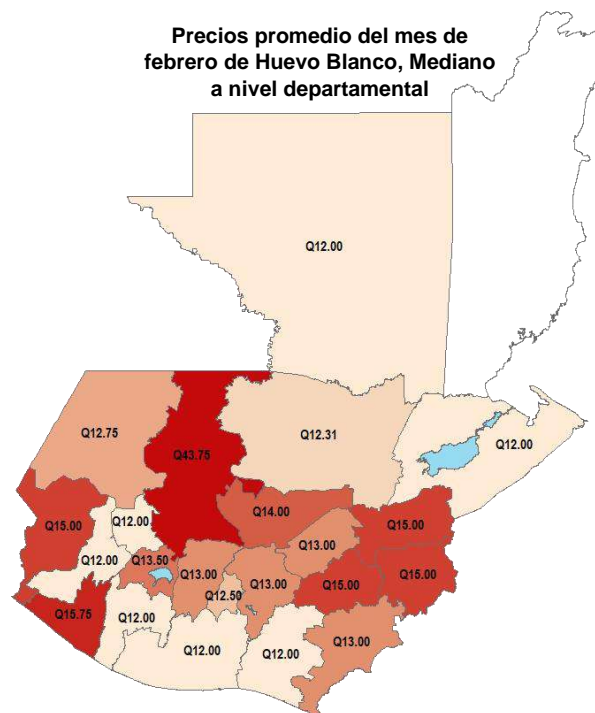 Precios promedio del mes de
febrero de Huevo Blanco, Mediano
a nivel departamental
Q12.00
Q12.75
Q43.75
Q12.31
Q12.00
Q15.00
Q12.00
Q14.00
Q15.00
Q13.00
Q12.00
Q13.50
Q13.00
Q13.00
Q15.00
Q15.00
Q12.50
Q15.75
Q12.00
Q13.00
Q12.00
Q12.00